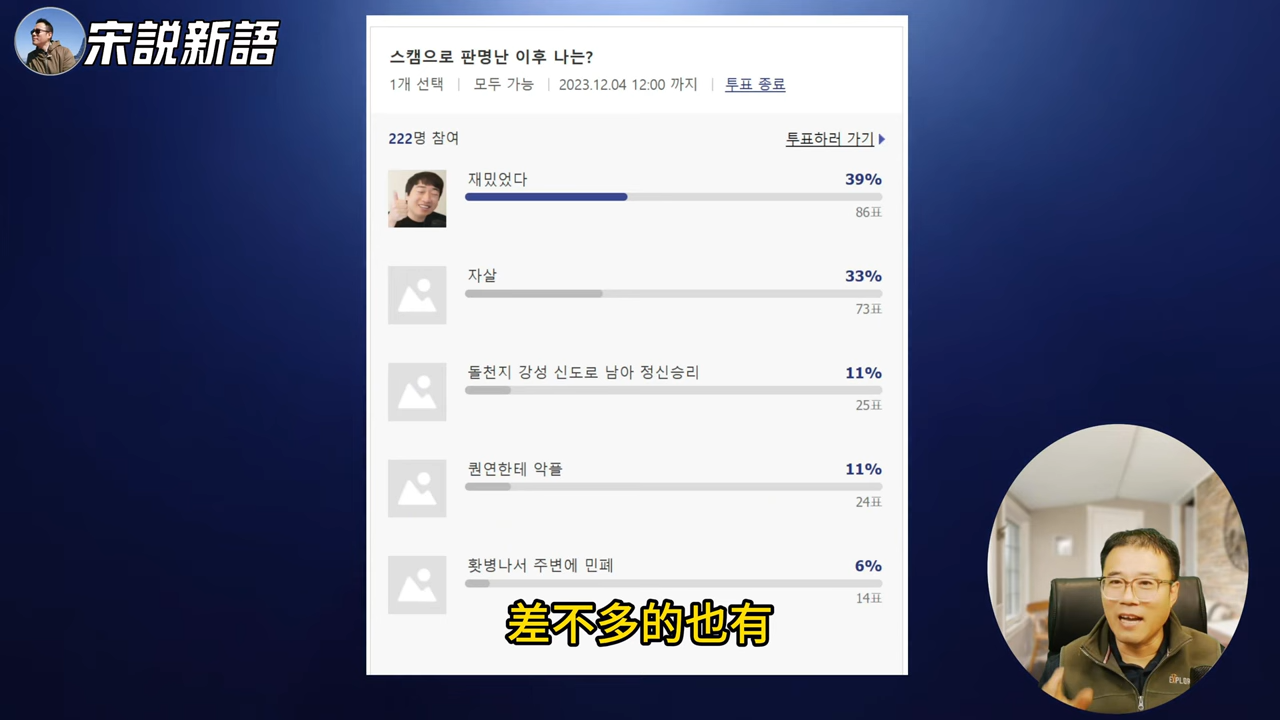 宋説新語
스캠으로 판명난 이후 나는?
1개 선택 | 모두 가능 | 2023.12.04 12:00 까지 | 투표 종료
222명 참여 투표하러 가기
재밌었다 39%
86표
자살 33%
73표
돌천지 강성 신도로 남아 정신승리 11%
25표
퀀연한테 악플 11%
24표
홧병나서 주변에 민폐 6%
14표
差不多的也有